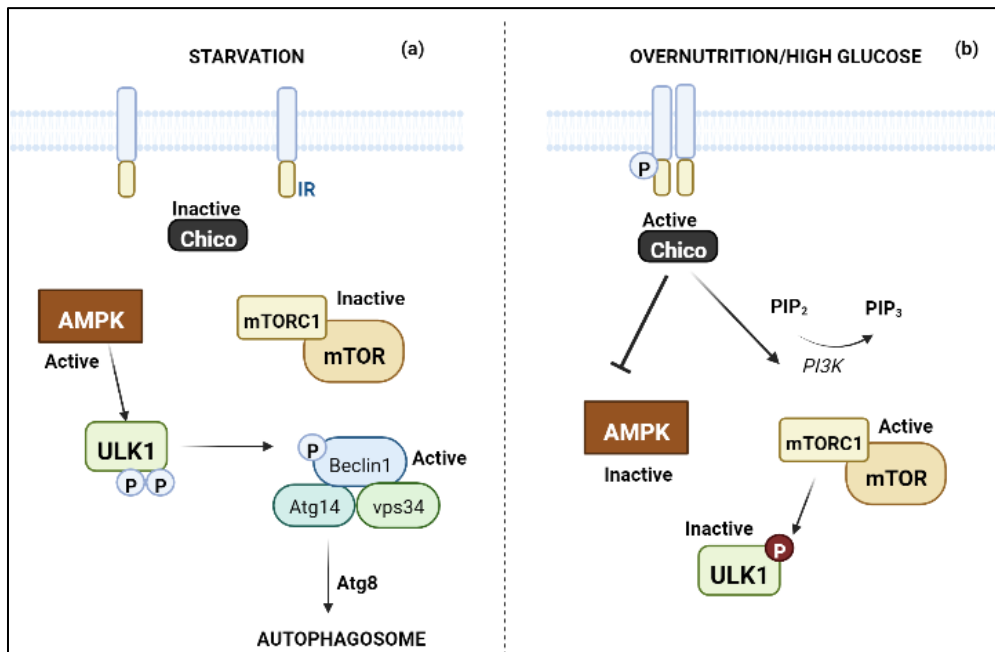 STARVATION
(a)
IR
Inactive
Chico
AMPK
Active
Inactive
mTORC1
mTOR
ULK1
P
P
P
Beclin1
Active
Atg14
vps34
Atg8
AUTOPHAGOSOME
OVERNUTRITION/HIGH GLUCOSE
(b)
P
Active
Chico
PIP₂
PIP₃
PI3K
AMPK
Inactive
Active
mTORC1
mTOR
Inactive
P
ULK1